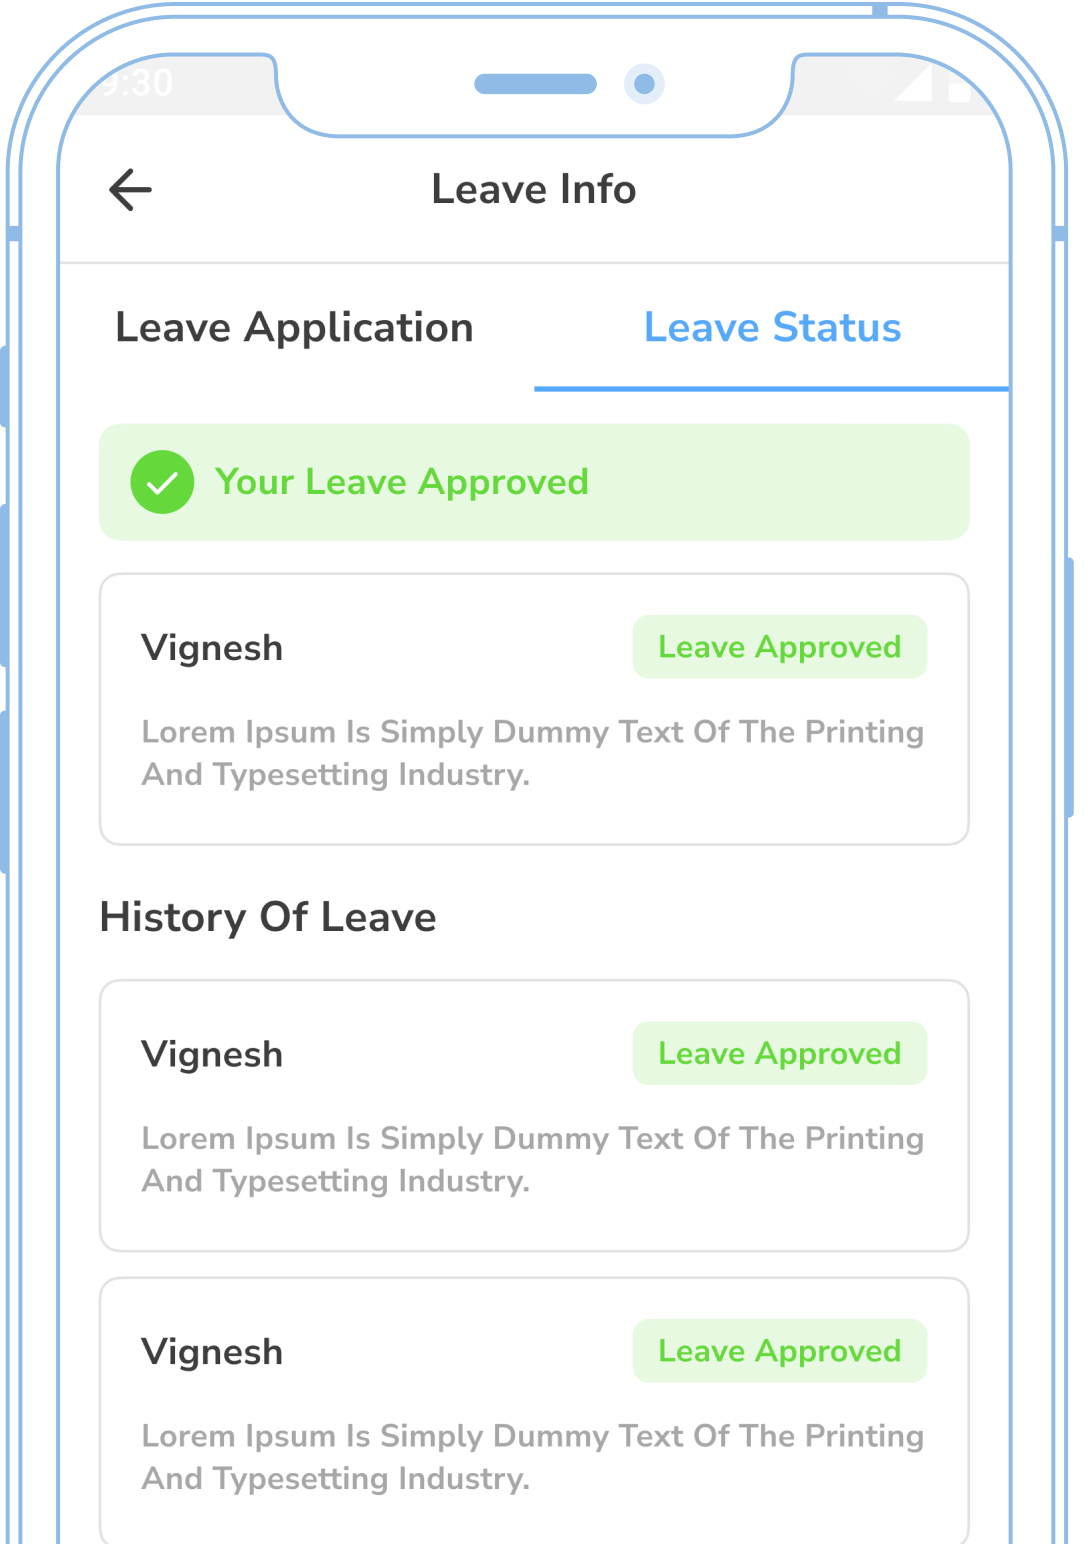 9:30
Leave Info
Leave Application
Leave Status
Your Leave Approved
Vignesh
Leave Approved
Lorem Ipsum Is Simply Dummy Text Of The Printing
And Typesetting Industry.
History Of Leave
Vignesh
Leave Approved
Lorem Ipsum Is Simply Dummy Text Of The Printing
And Typesetting Industry.
Vignesh
Leave Approved
Lorem Ipsum Is Simply Dummy Text Of The Printing
And Typesetting Industry.